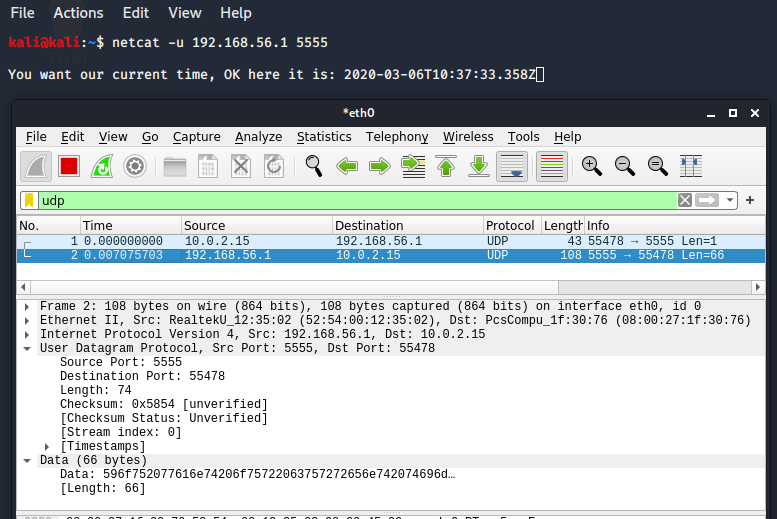 File Actions Edit View Help
kali@kali:~$ netcat -u 192.168.56.1 5555
You want our current time, OK here it is: 2020-03-06T10:37:33.358Z
*eth0
File Edit View Go Capture Analyze Statistics Telephony Wireless Tools Help
udp
No. Time Source Destination Protocol Length Info
1 0.000000000 10.0.2.15 192.168.56.1 UDP 43 55478 → 5555 Len=1
2 0.007075703 192.168.56.1 10.0.2.15 UDP 108 5555 → 55478 Len=66
Frame 2: 108 bytes on wire (864 bits), 108 bytes captured (864 bits) on interface eth0, id 0
Ethernet II, Src: RealtekU_12:35:02 (52:54:00:12:35:02), Dst: PcsCompu_1f:30:76 (08:00:27:1f:30:76)
Internet Protocol Version 4, Src: 192.168.56.1, Dst: 10.0.2.15
User Datagram Protocol, Src Port: 5555, Dst Port: 55478
Source Port: 5555
Destination Port: 55478
Length: 74
Checksum: 0x5854 [unverified]
[Checksum Status: Unverified]
[Stream index: 0]
[Timestamps]
Data (66 bytes)
Data: 596f752077616e74206f75722063757272656e742074696d…
[Length: 66]